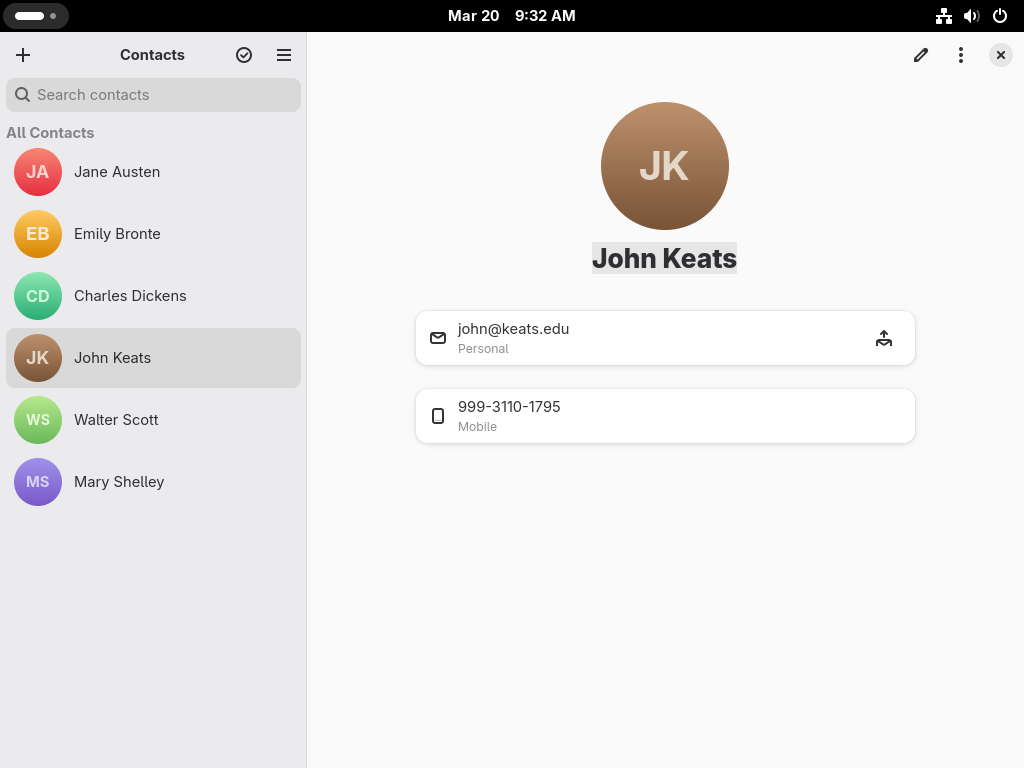 Mar 20 9:32 AM
Contacts
Search contacts
All Contacts
JA Jane Austen
EB Emily Bronte
CD Charles Dickens
JK John Keats
WS Walter Scott
MS Mary Shelley
JK
John Keats
john@keats.edu
Personal
999-3110-1795
Mobile